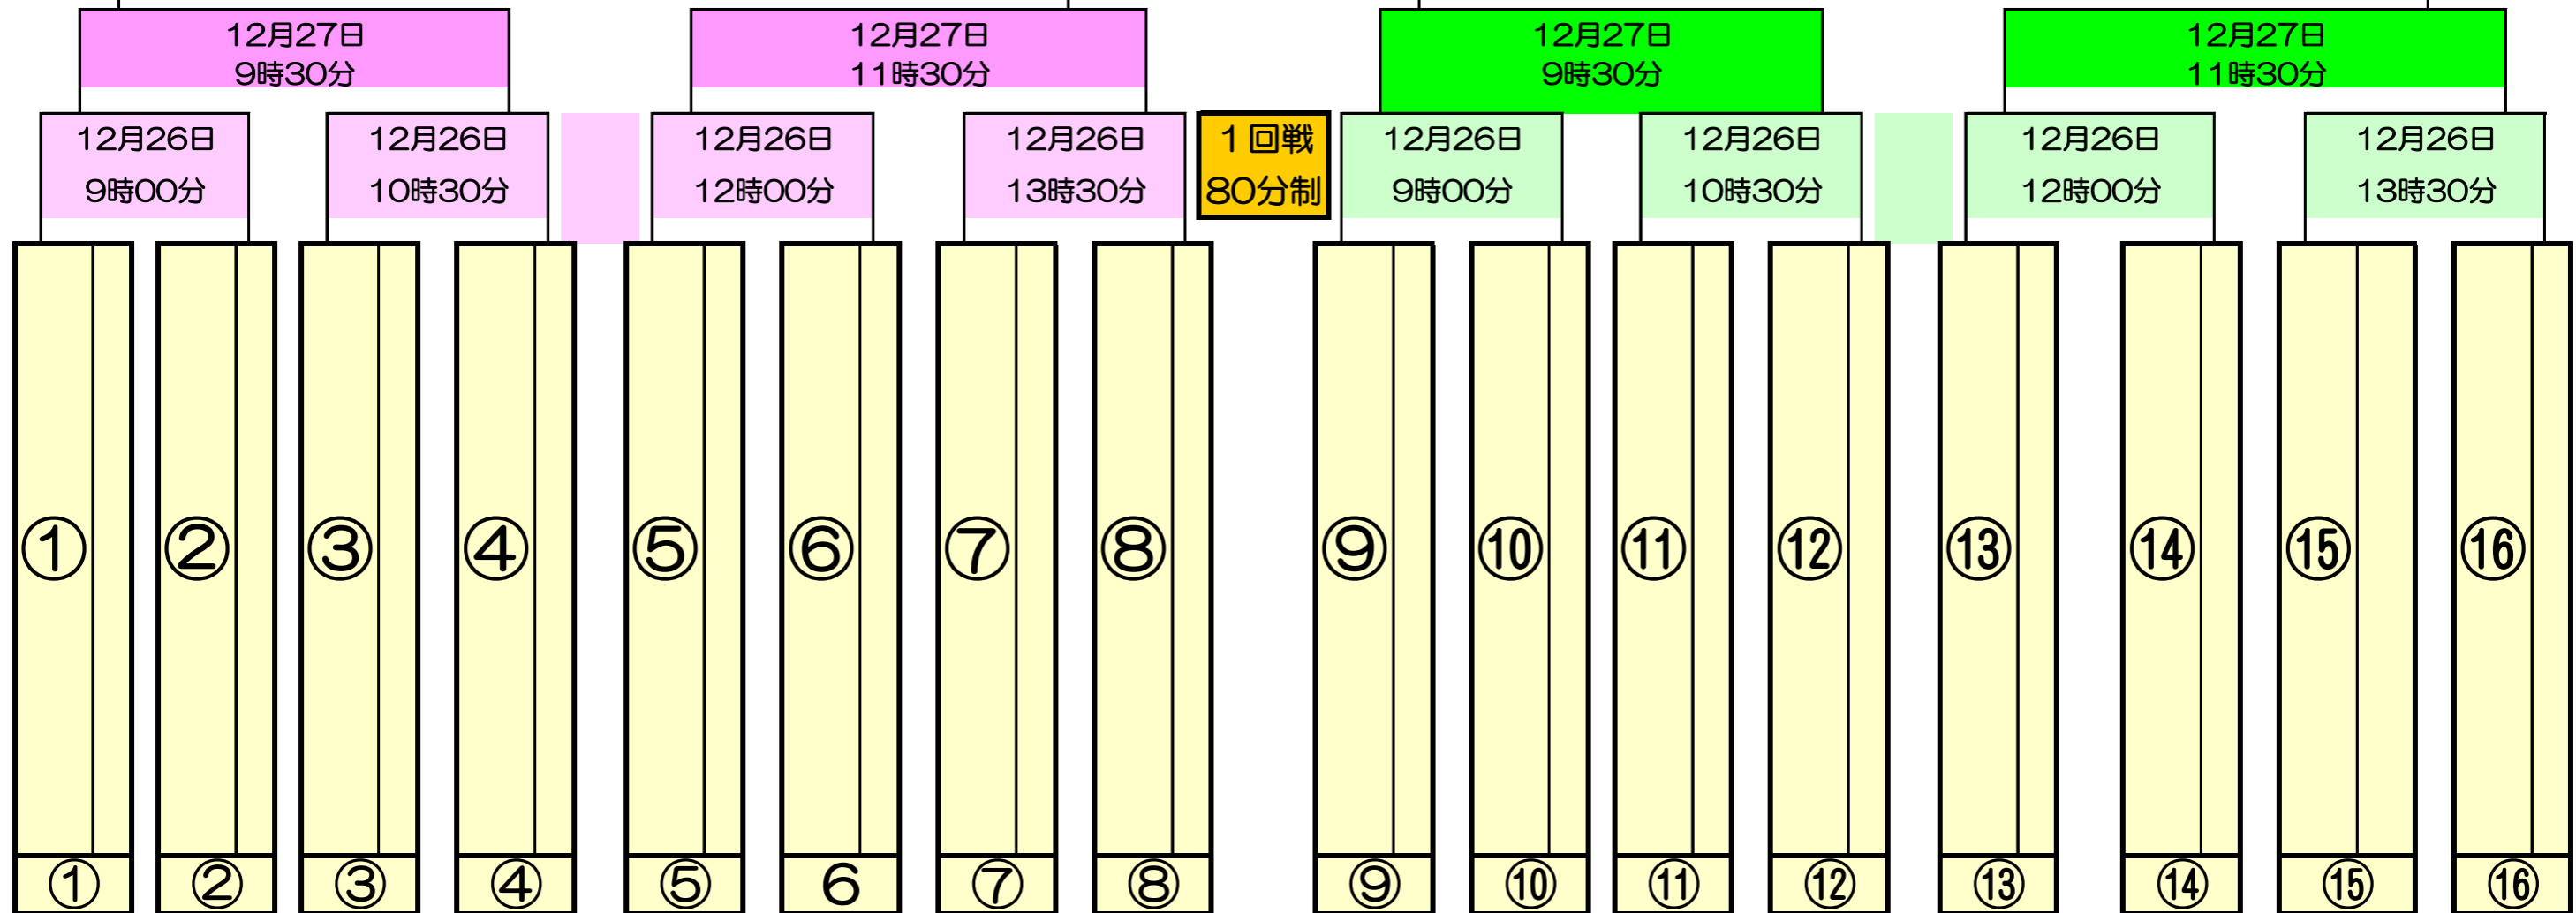 12月27日
9時30分
12月27日
11時30分
12月27日
9時30分
12月27日
11時30分
12月26日
9時00分
12月26日
10時30分
12月26日
12時00分
12月26日
13時30分
1回戦
80分制
12月26日
9時00分
12月26日
10時30分
12月26日
12時00分
12月26日
13時30分
① ② ③ ④ ⑤ ⑥ ⑦ ⑧ ⑨ ⑩ ⑪ ⑫ ⑬ ⑭ ⑮ ⑯
① ② ③ ④ ⑤ 6 ⑦ ⑧ ⑨ ⑩ ⑪ ⑫ ⑬ ⑭ ⑮ ⑯